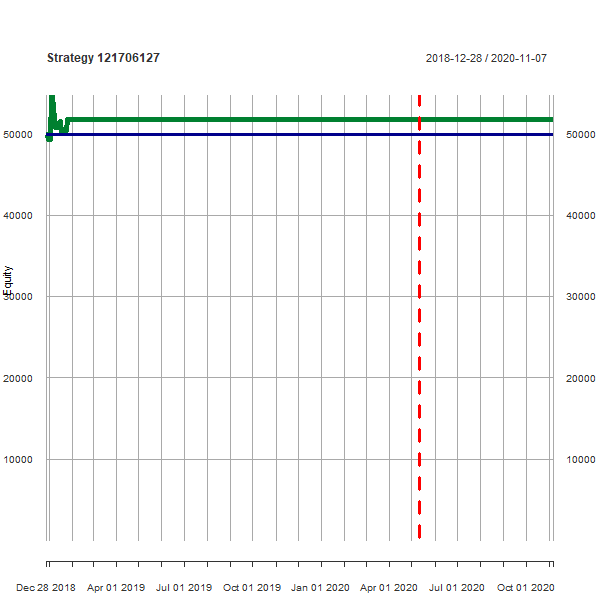 Strategy 121706127
2018-12-28 / 2020-11-07
50000
50000
40000
40000
Equity
30000
30000
20000
20000
10000
10000
Dec 28 2018
Apr 01 2019
Jul 01 2019
Oct 01 2019
Jan 01 2020
Apr 01 2020
Jul 01 2020
Oct 01 2020